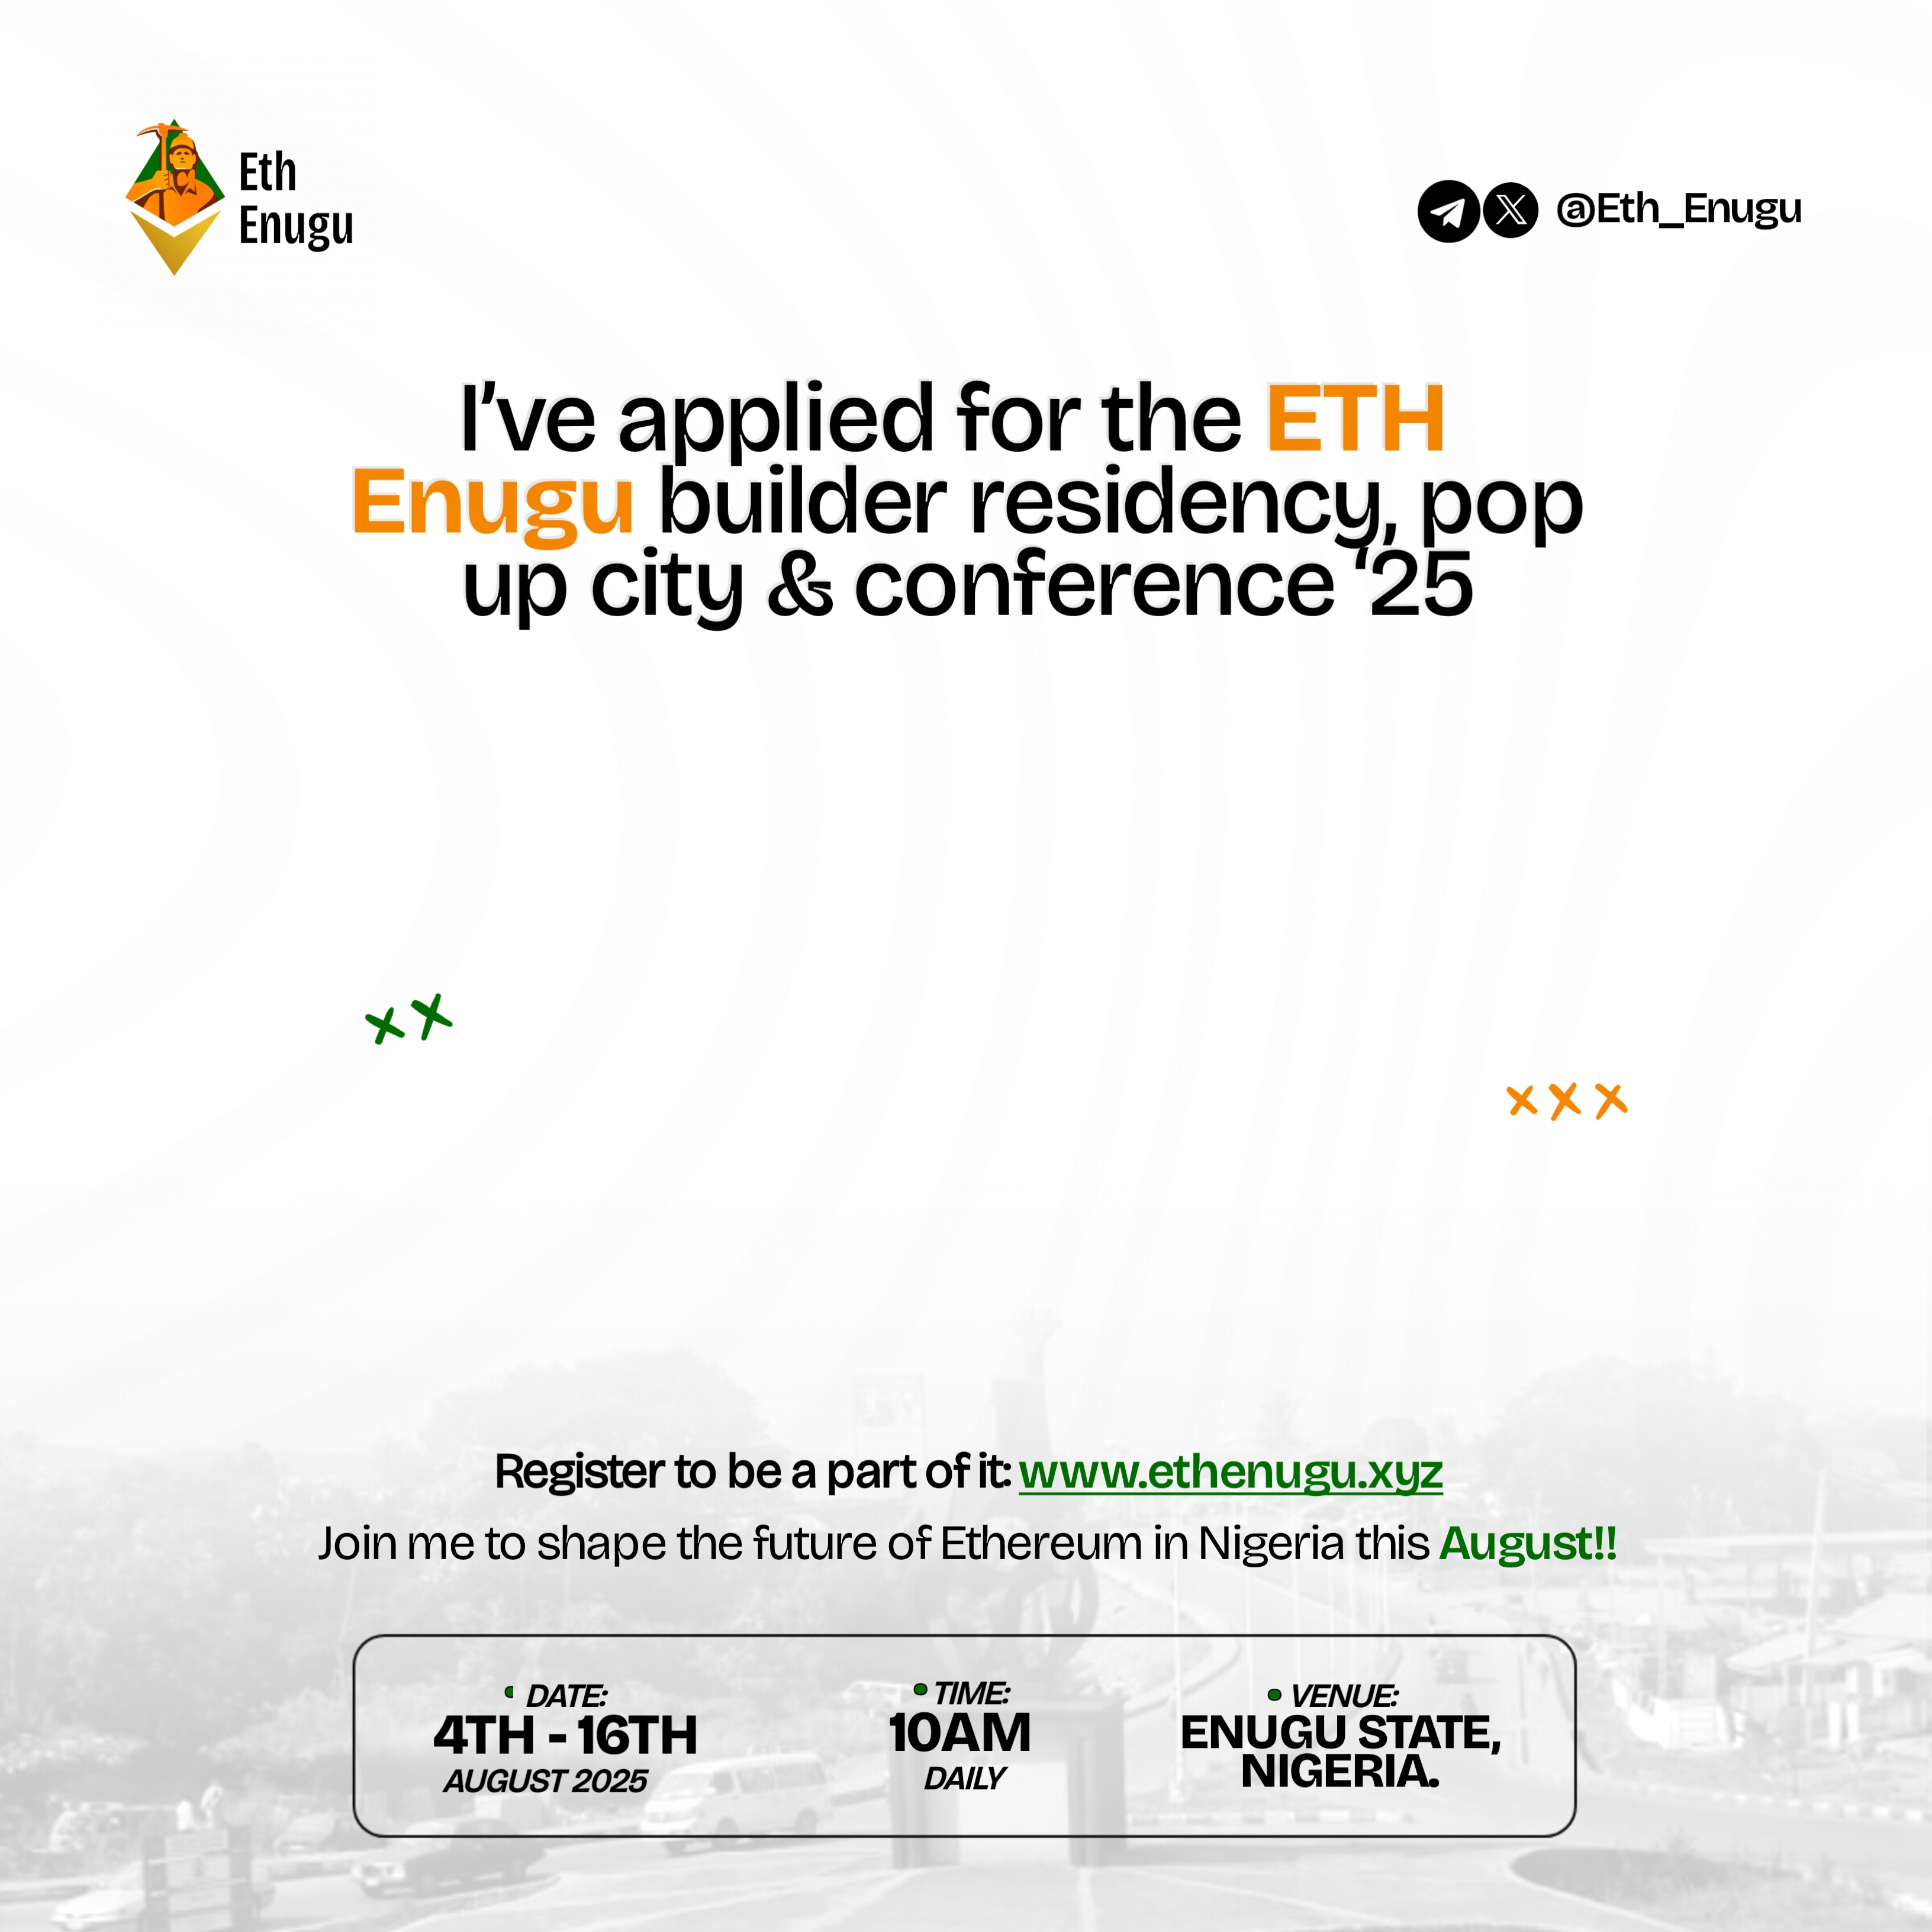 Eth
Enugu
@Eth_Enugu
I’ve applied for the ETH
Enugu builder residency, pop
up city & conference ‘25
Register to be a part of it: www.ethenugu.xyz
Join me to shape the future of Ethereum in Nigeria this August!!
DATE:
4TH - 16TH
AUGUST 2025
TIME:
10AM
DAILY
VENUE:
ENUGU STATE,
NIGERIA.